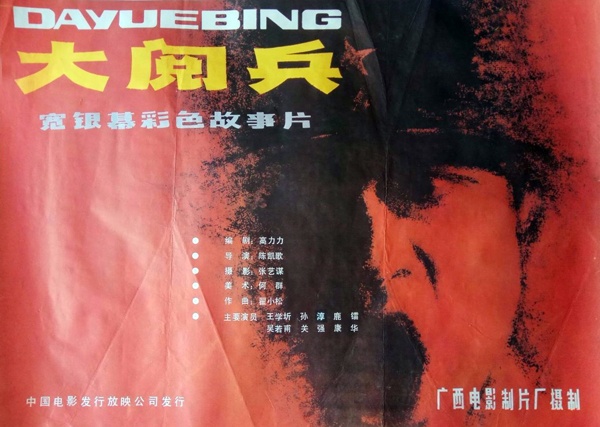 DAYUEBING
大阅兵
宽银幕彩色故事片
编 剧：高力力
导 演：陈凯歌
摄 影：张艺谋
美 术：何 群
作 曲：瞿小松
主要演员 王学圻 孙 淳 鹿 镭
吴若甫 关 强 康 华
中国电影发行放映公司发行
广西电影制片厂摄制